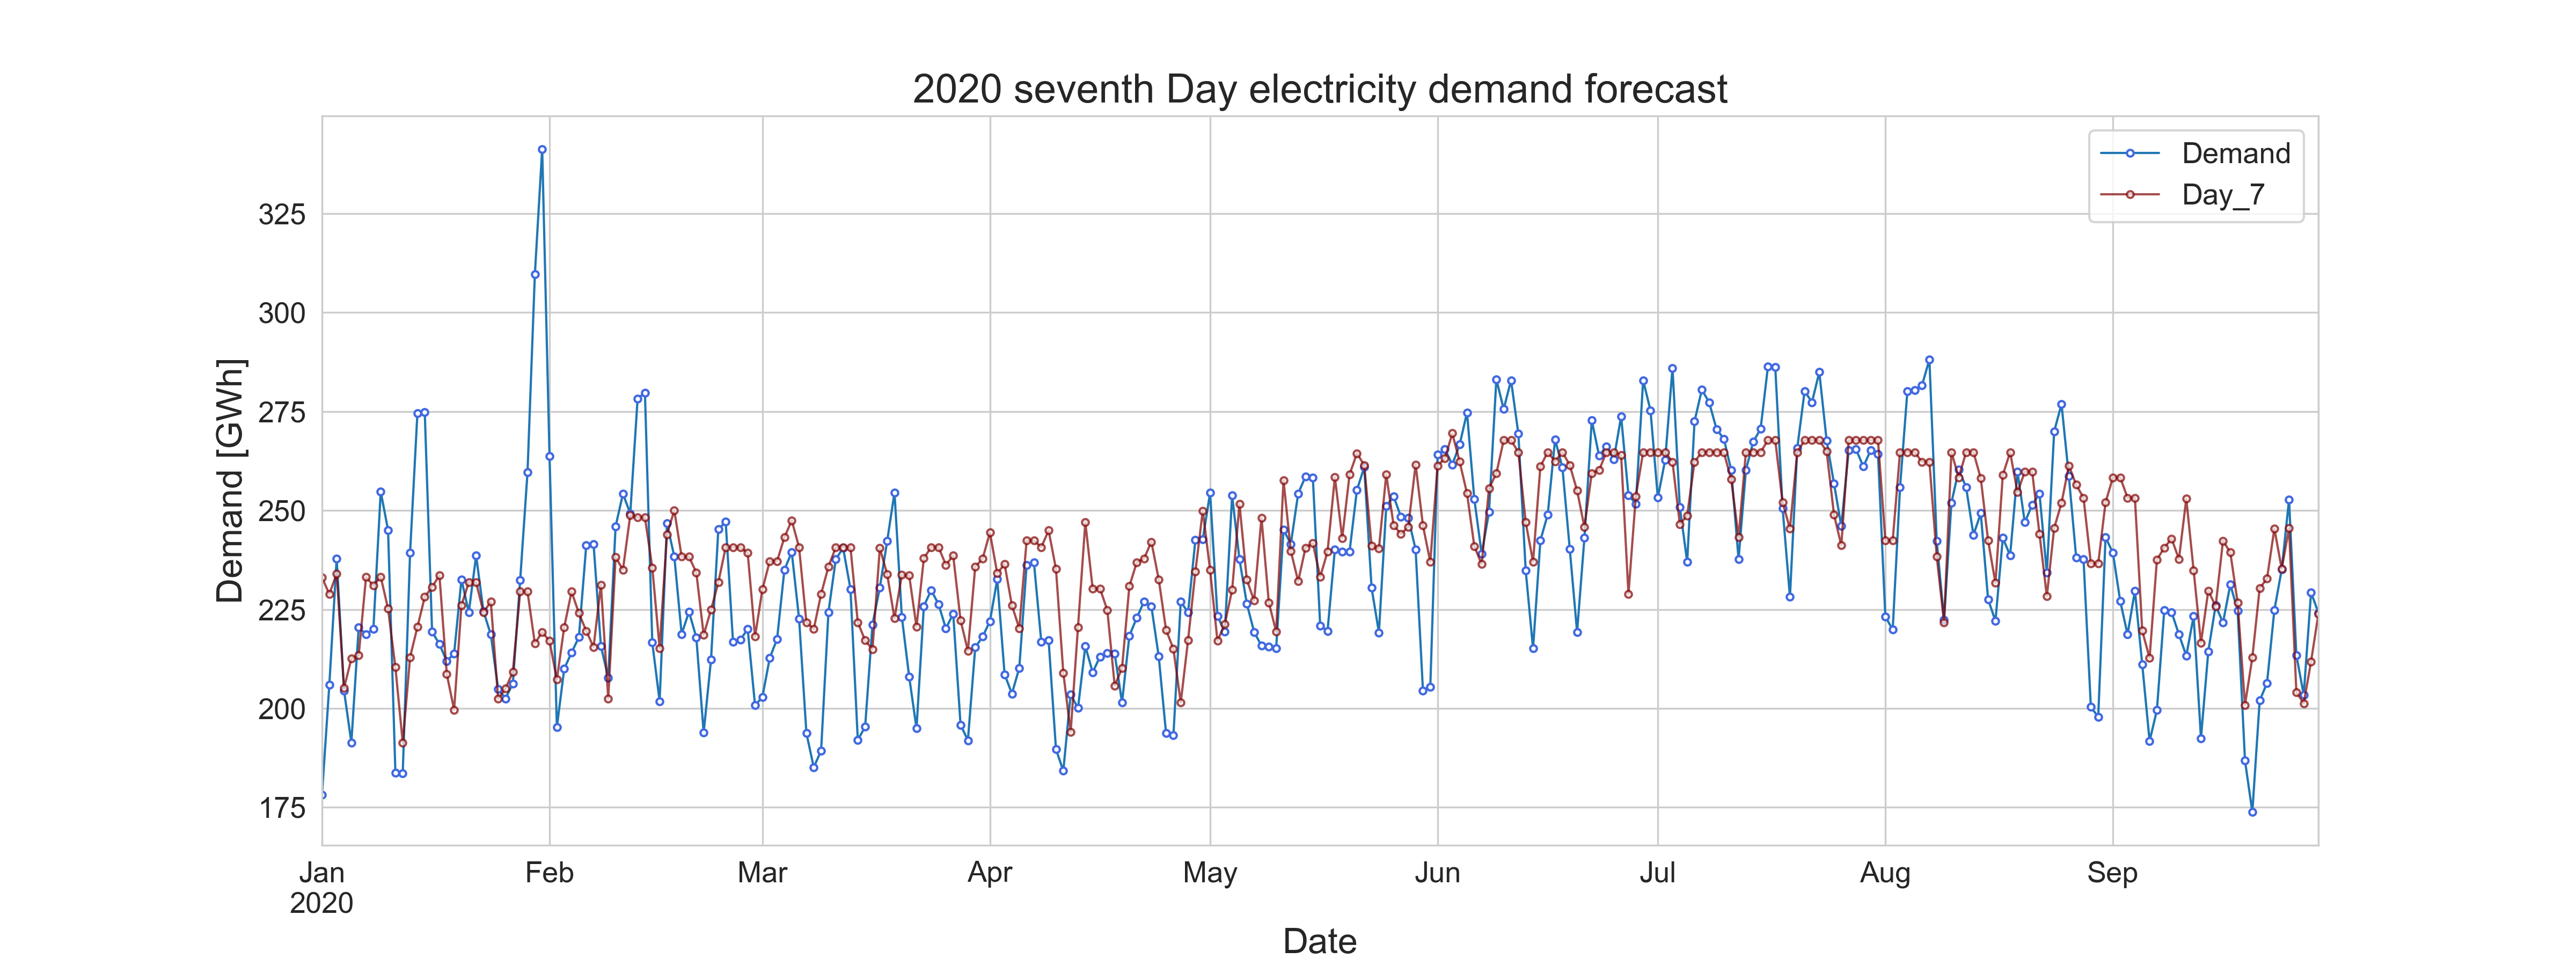 2020 seventh Day electricity demand forecast
Demand
Day_7
Demand [GWh]
325
300
275
250
225
200
175
Jan
2020
Feb
Mar
Apr
May
Jun
Jul
Aug
Sep
Date